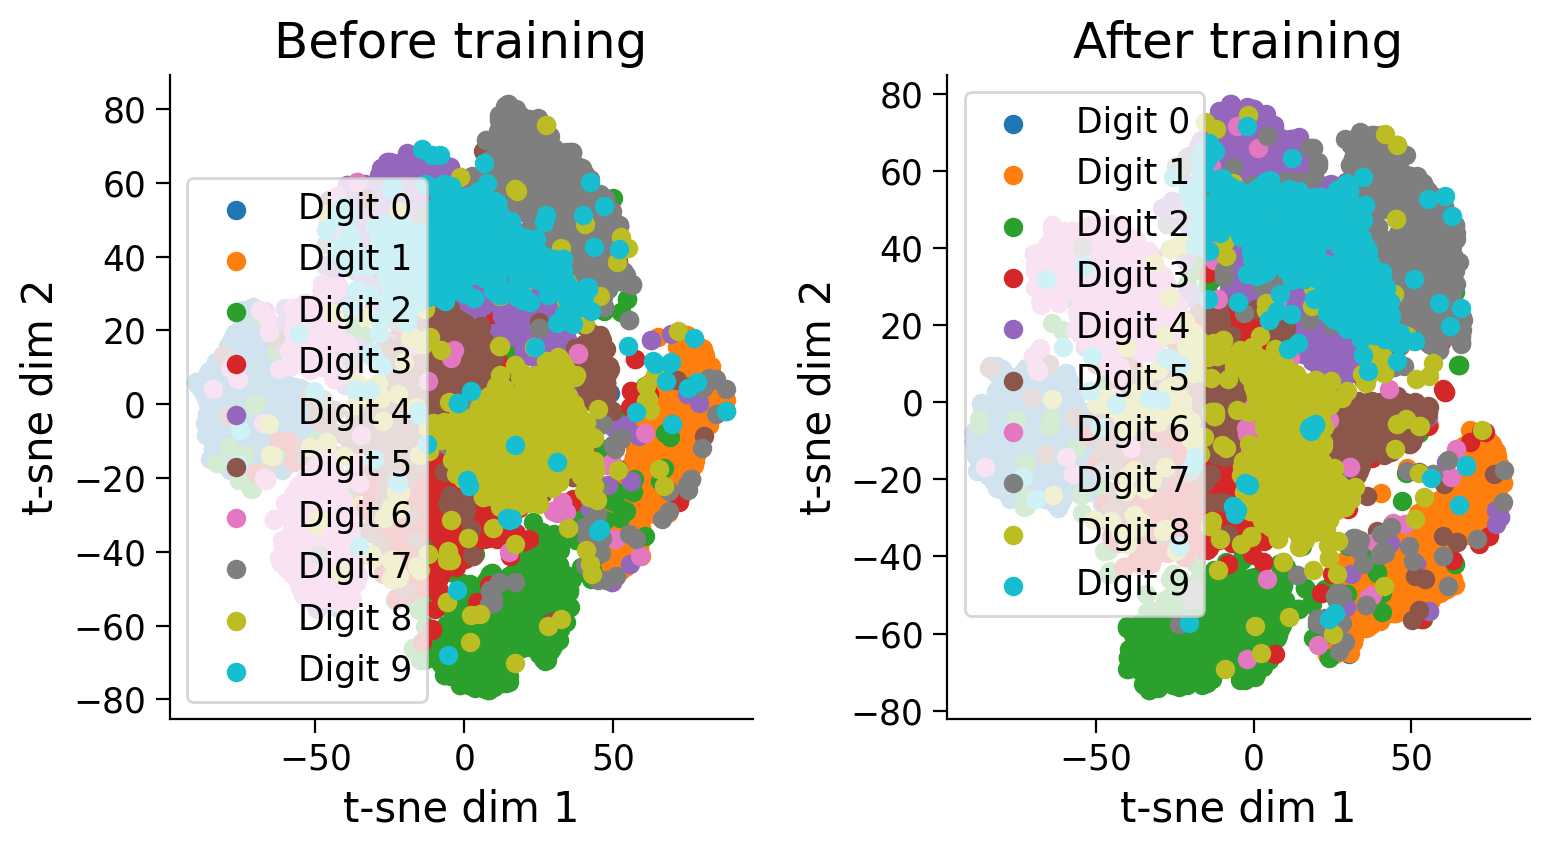 Before training
t-sne dim 2
80
60
40
20
0
−20
−40
−60
−80
Digit 0
Digit 1
Digit 2
Digit 3
Digit 4
Digit 5
Digit 6
Digit 7
Digit 8
Digit 9
−50 0 50
t-sne dim 1
After training
t-sne dim 2
80
60
40
20
0
−20
−40
−60
−80
Digit 0
Digit 1
Digit 2
Digit 3
Digit 4
Digit 5
Digit 6
Digit 7
Digit 8
Digit 9
−50 0 50
t-sne dim 1